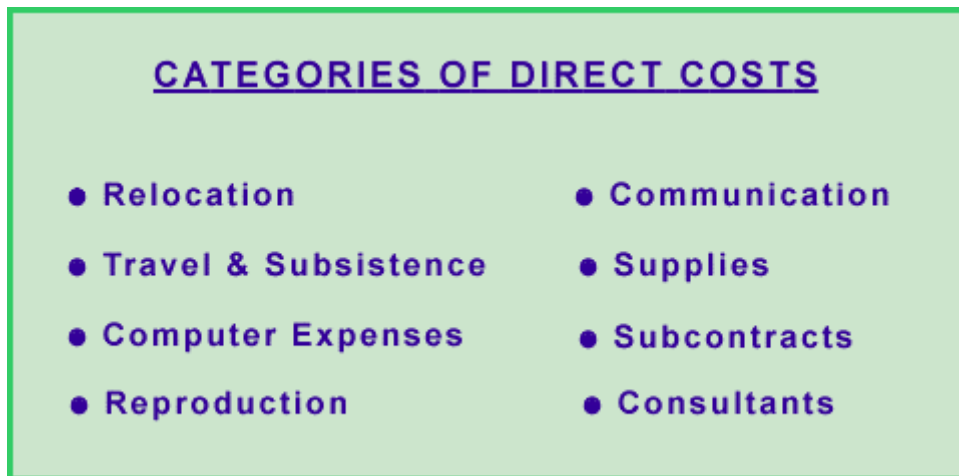 CATEGORIES OF DIRECT COSTS
● Relocation
● Travel & Subsistence
● Computer Expenses
● Reproduction
● Communication
● Supplies
● Subcontracts
● Consultants